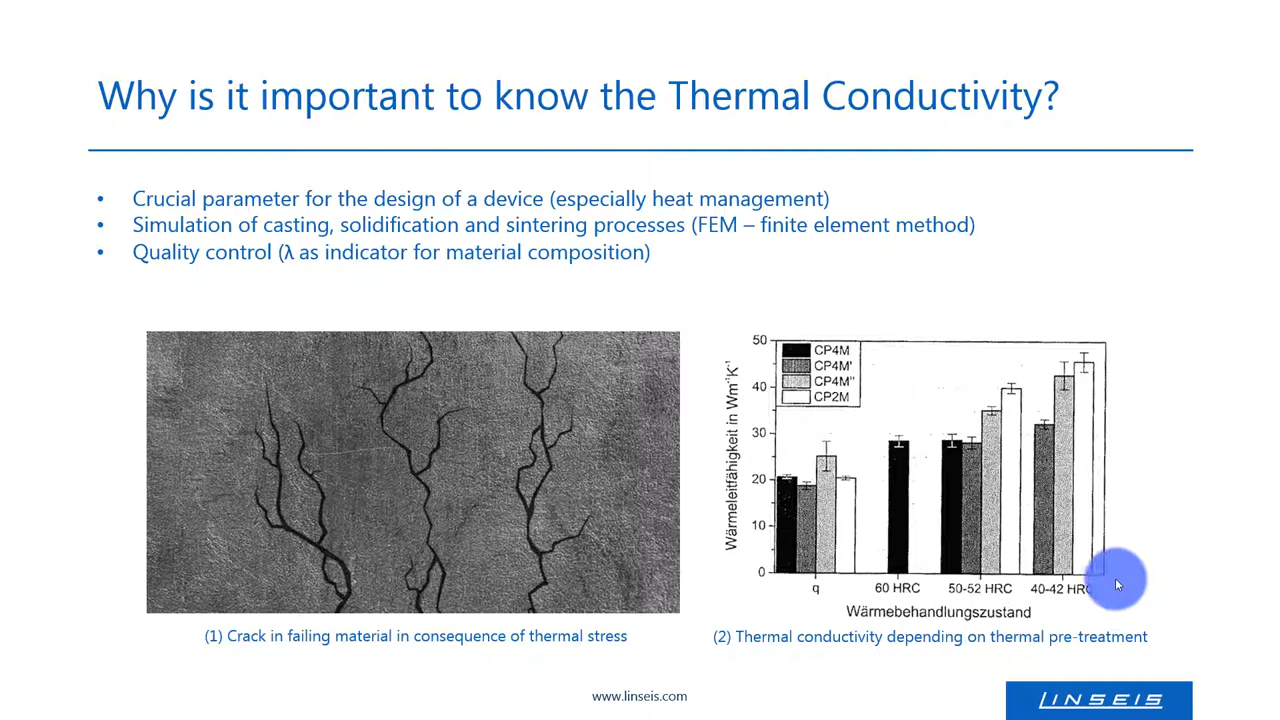 Why is it important to know the Thermal Conductivity?
• Crucial parameter for the design of a device (especially heat management)
• Simulation of casting, solidification and sintering processes (FEM – finite element method)
• Quality control (λ as indicator for material composition)
(1) Crack in failing material in consequence of thermal stress
Wärmeleitfähigkeit in Wm⁻¹K⁻¹
50
40
30
20
10
0
CP4M
CP4M'
CP4M''
CP2M
q 60 HRC 50-52 HRC 40-42 HRC
Wärmebehandlungszustand
(2) Thermal conductivity depending on thermal pre-treatment
www.linseis.com
LINSEIS